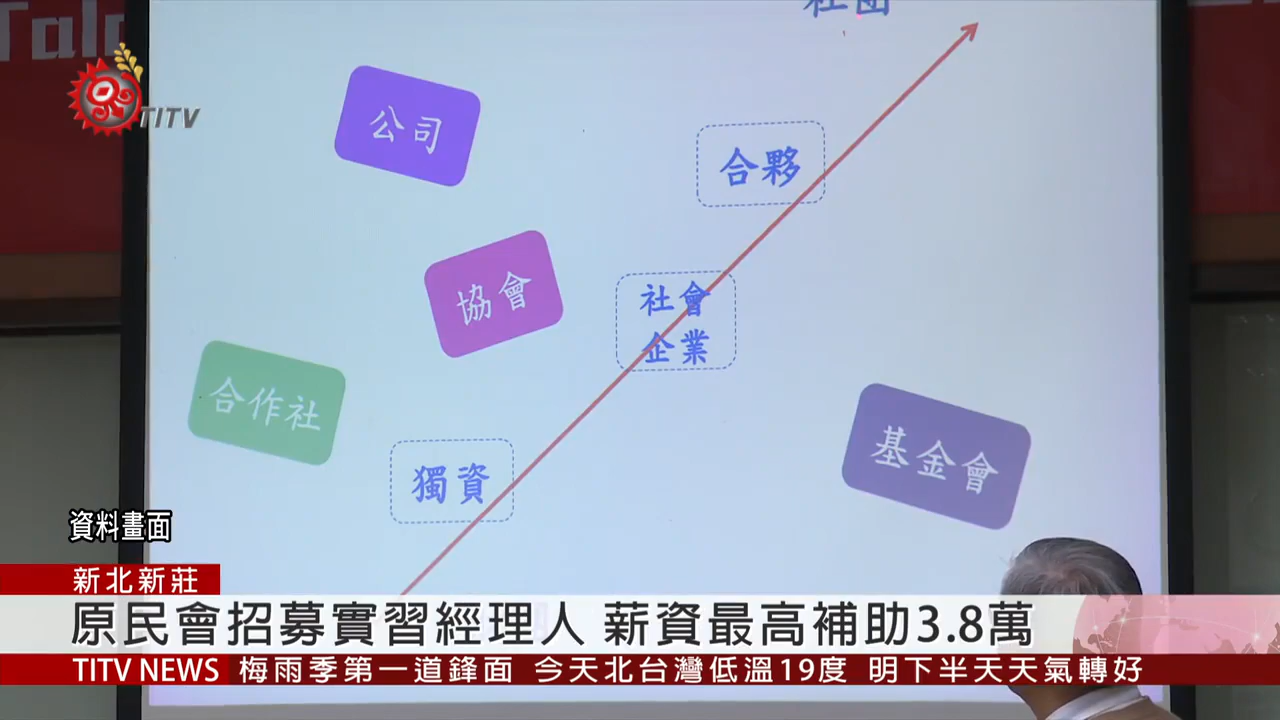 Tal
TITV
社團
公司
合夥
協會
社會
企業
合作社
獨資
基金會
資料畫面
新北新莊
原民會招募實習經理人 薪資最高補助3.8萬
TITV NEWS 梅雨季第一道鋒面 今天北台灣低溫19度 明下半天天氣轉好